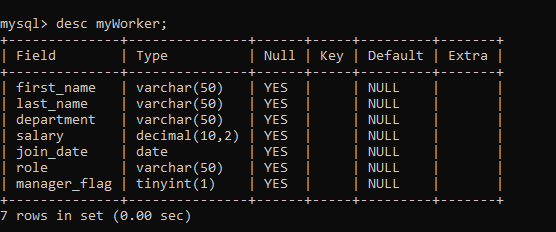 mysql> desc myWorker;
+--------------+---------------+------+-----+---------+-------+
| Field        | Type          | Null | Key | Default | Extra |
+--------------+---------------+------+-----+---------+-------+
| first_name   | varchar(50)   | YES  |     | NULL    |       |
| last_name    | varchar(50)   | YES  |     | NULL    |       |
| department   | varchar(50)   | YES  |     | NULL    |       |
| salary       | decimal(10,2) | YES  |     | NULL    |       |
| join_date    | date          | YES  |     | NULL    |       |
| role         | varchar(50)   | YES  |     | NULL    |       |
| manager_flag | tinyint(1)    | YES  |     | NULL    |       |
+--------------+---------------+------+-----+---------+-------+
7 rows in set (0.00 sec)